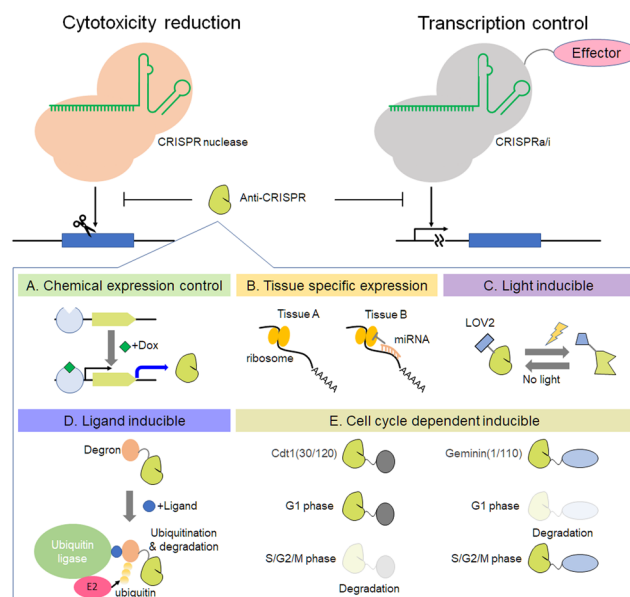 Cytotoxicity reduction
Transcription control
Effector
CRISPR nuclease
CRISPRa/i
Anti-CRISPR
A. Chemical expression control
+Dox
B. Tissue specific expression
Tissue A
Tissue B
miRNA
ribosome
C. Light inducible
LOV2
No light
D. Ligand inducible
Degron
+Ligand
Ubiquitin
ligase
Ubiquitination
& degradation
E2
ubiquitin
E. Cell cycle dependent inducible
Cdt1(30/120)
Geminin(1/110)
G1 phase
G1 phase
Degradation
S/G2/M phase
S/G2/M phase
Degradation